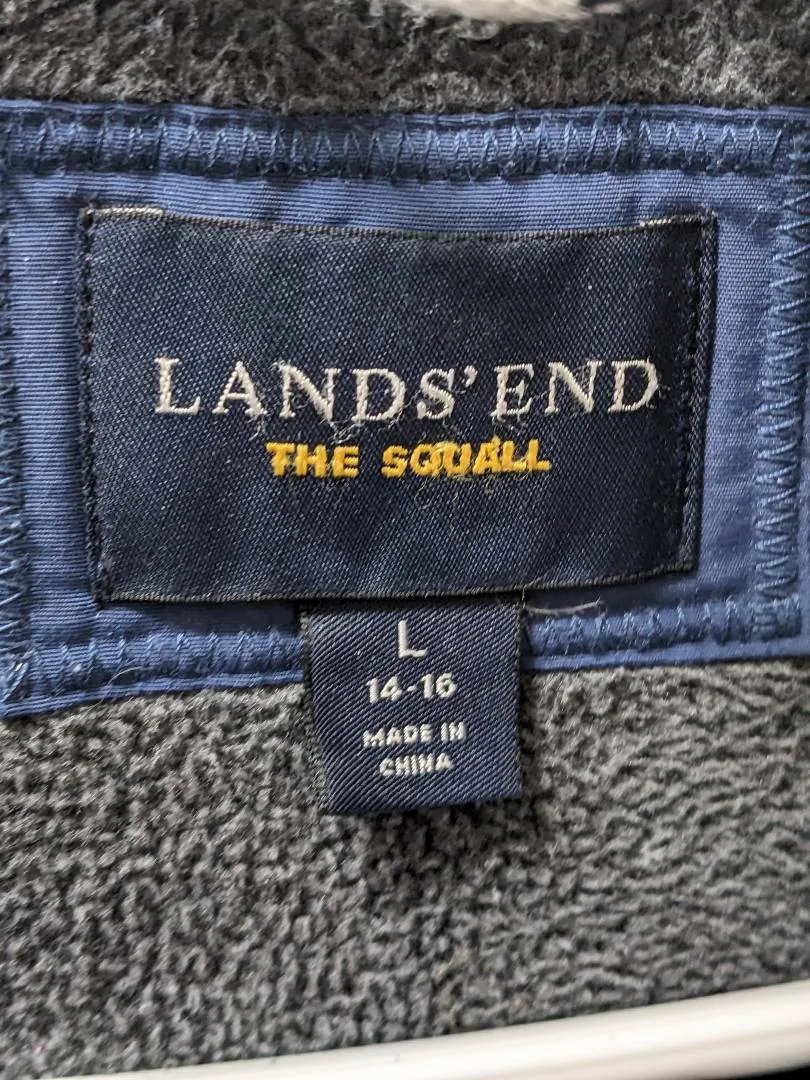 LANDS' END
THE SQUALL
L
14-16
MADE IN
CHINA